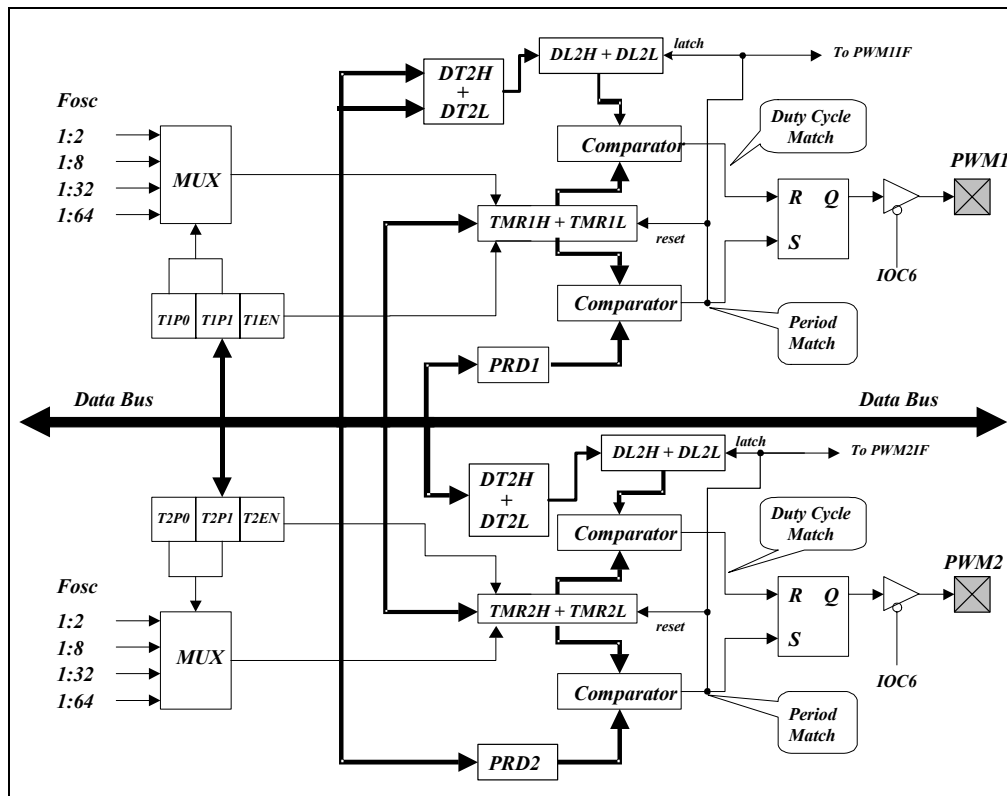 DL2H + DL2L
latch
To PWM1IF
DT2H
+
DT2L
Fosc
1:2
1:8
1:32
1:64
MUX
Comparator
Duty Cycle
Match
PWM1
R Q
S
TMR1H + TMR1L
reset
IOC6
T1P0 T1P1 T1EN
Comparator
Period
Match
PRD1
Data Bus
Data Bus
DL2H + DL2L
latch
To PWM2IF
DT2H
+
DT2L
T2P0 T2P1 T2EN
Comparator
Duty Cycle
Match
PWM2
Fosc
1:2
1:8
1:32
1:64
MUX
R Q
S
TMR2H + TMR2L
reset
IOC6
Comparator
Period
Match
PRD2